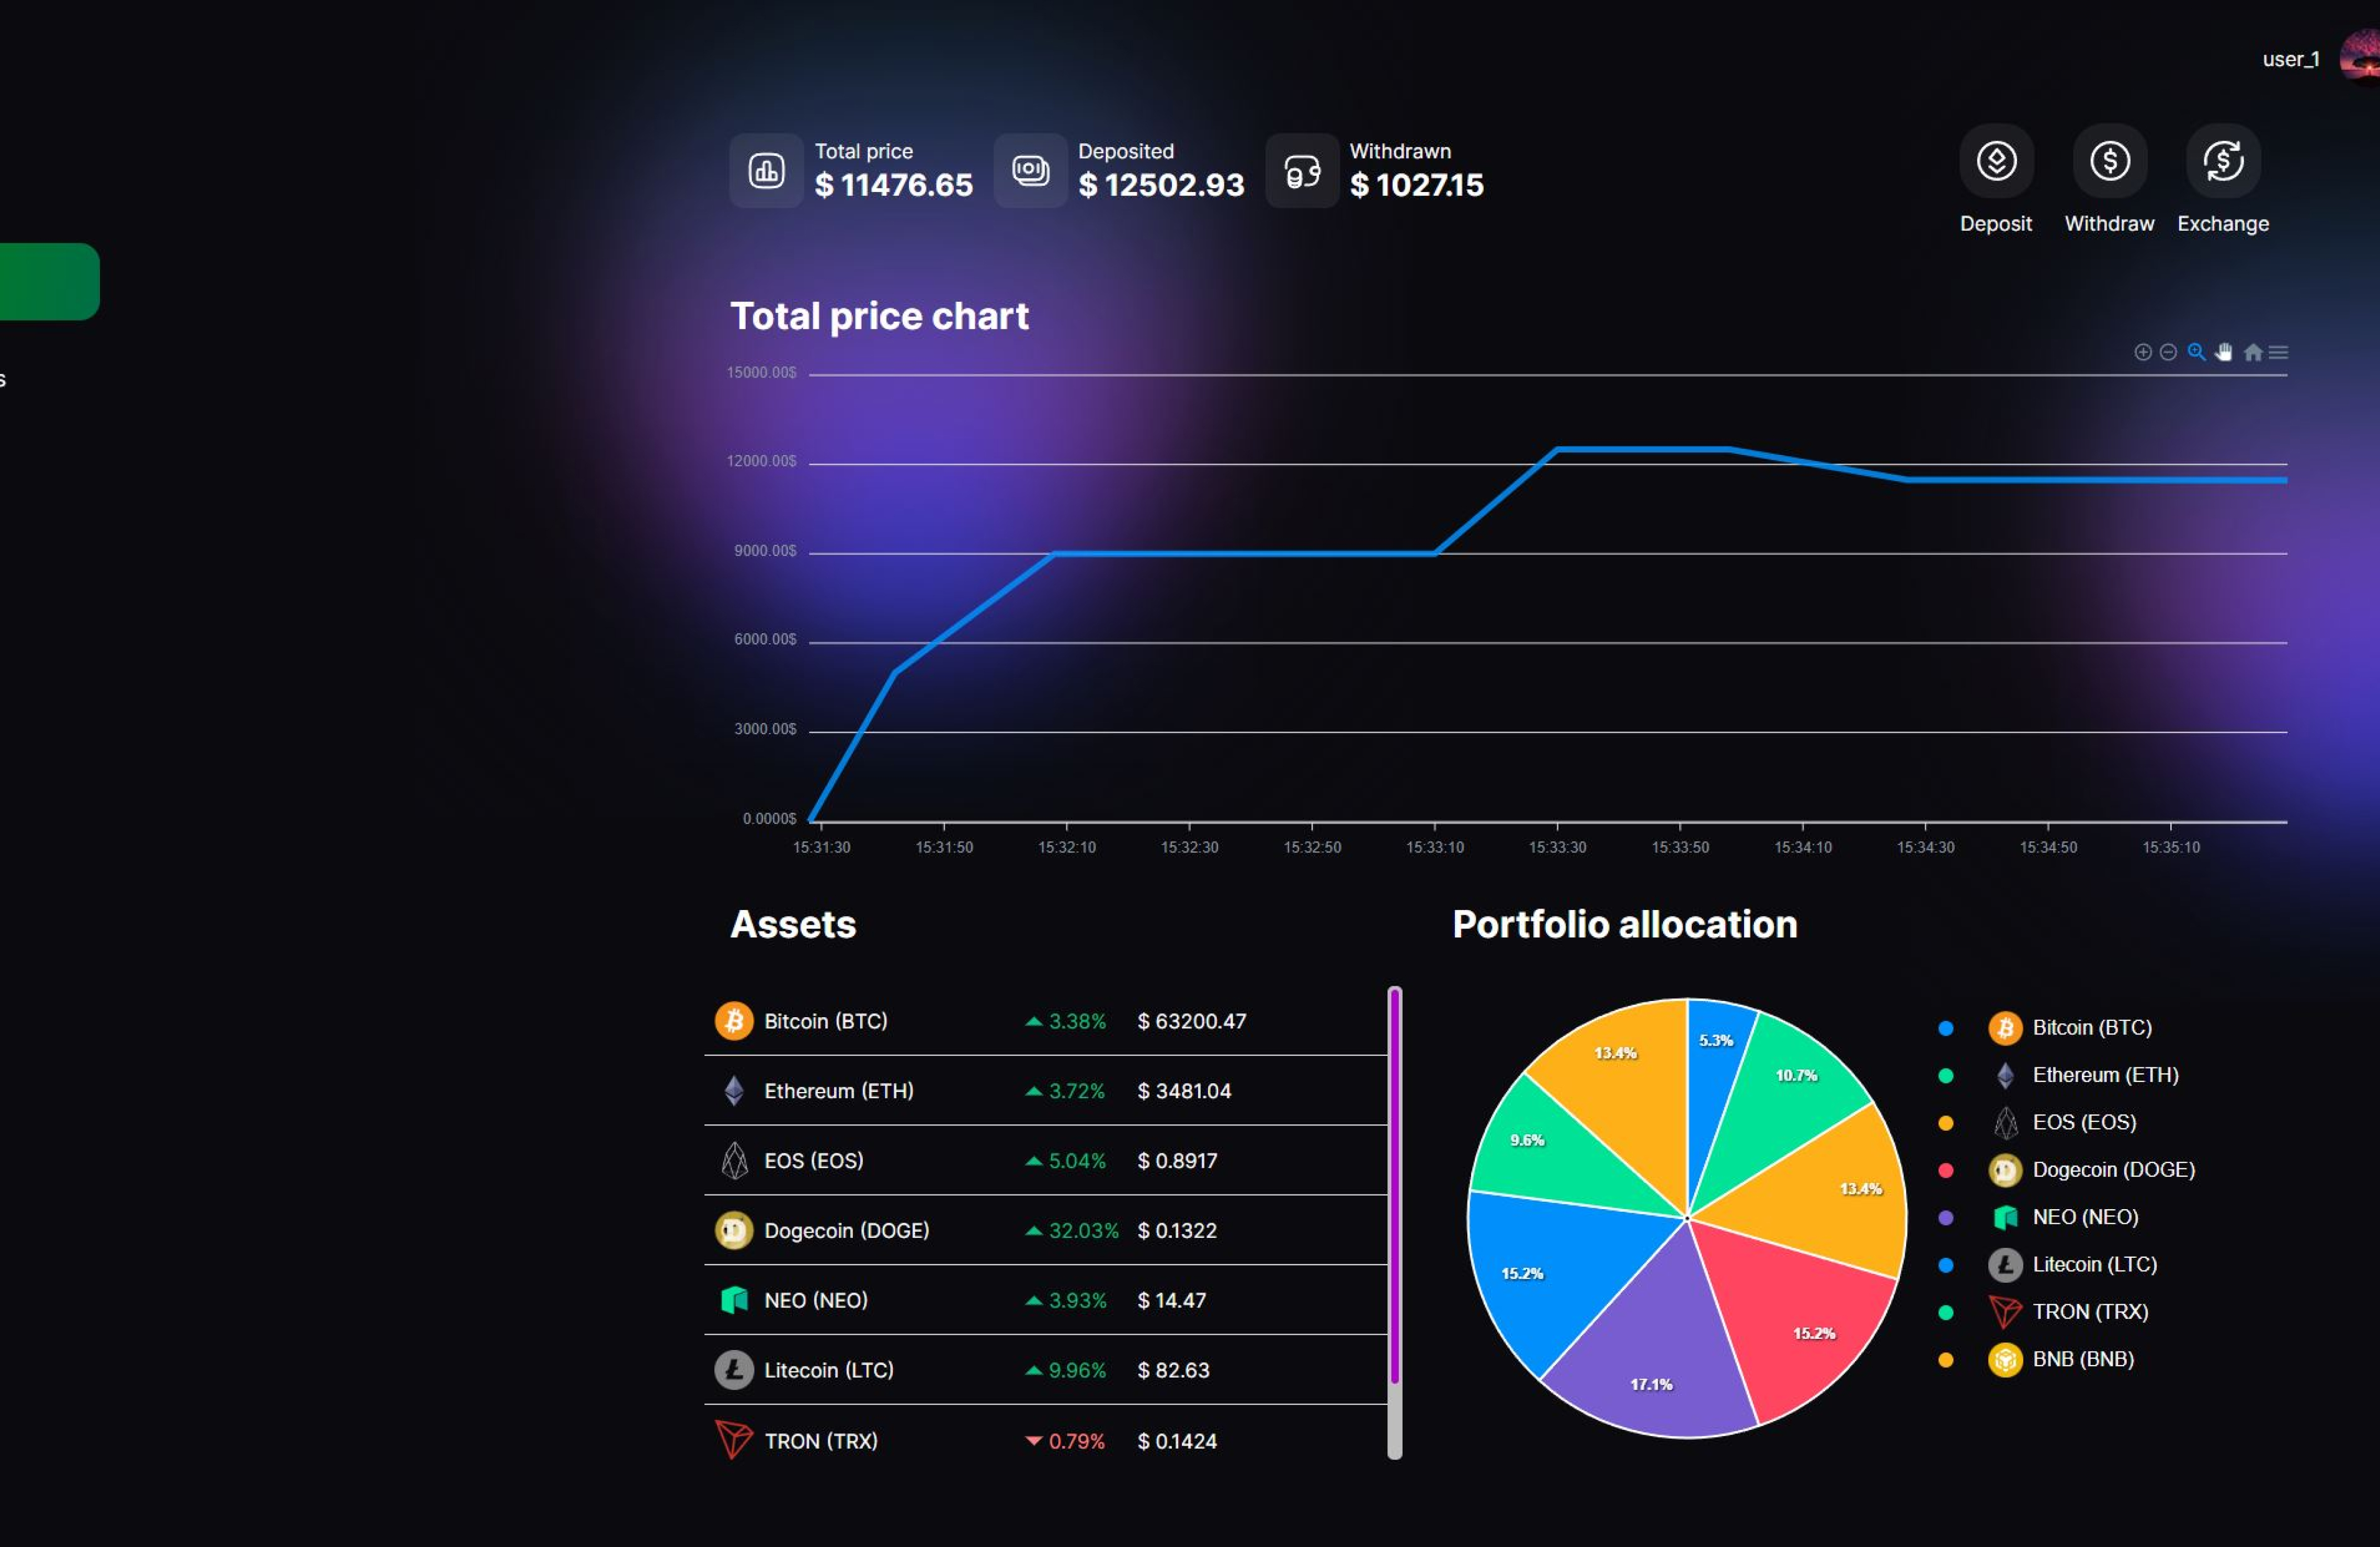 user_1
Total price
$ 11476.65
Deposited
$ 12502.93
Withdrawn
$ 1027.15
Deposit
Withdraw
Exchange
s
Total price chart
15000.00$
12000.00$
9000.00$
6000.00$
3000.00$
0.0000$
15:31:30
15:31:50
15:32:10
15:32:30
15:32:50
15:33:10
15:33:30
15:33:50
15:34:10
15:34:30
15:34:50
15:35:10
Assets
Bitcoin (BTC) 3.38% $ 63200.47
Ethereum (ETH) 3.72% $ 3481.04
EOS (EOS) 5.04% $ 0.8917
Dogecoin (DOGE) 32.03% $ 0.1322
NEO (NEO) 3.93% $ 14.47
Litecoin (LTC) 9.96% $ 82.63
TRON (TRX) 0.79% $ 0.1424
Portfolio allocation
5.3%
10.7%
13.4%
15.2%
17.1%
15.2%
9.6%
13.4%
Bitcoin (BTC)
Ethereum (ETH)
EOS (EOS)
Dogecoin (DOGE)
NEO (NEO)
Litecoin (LTC)
TRON (TRX)
BNB (BNB)